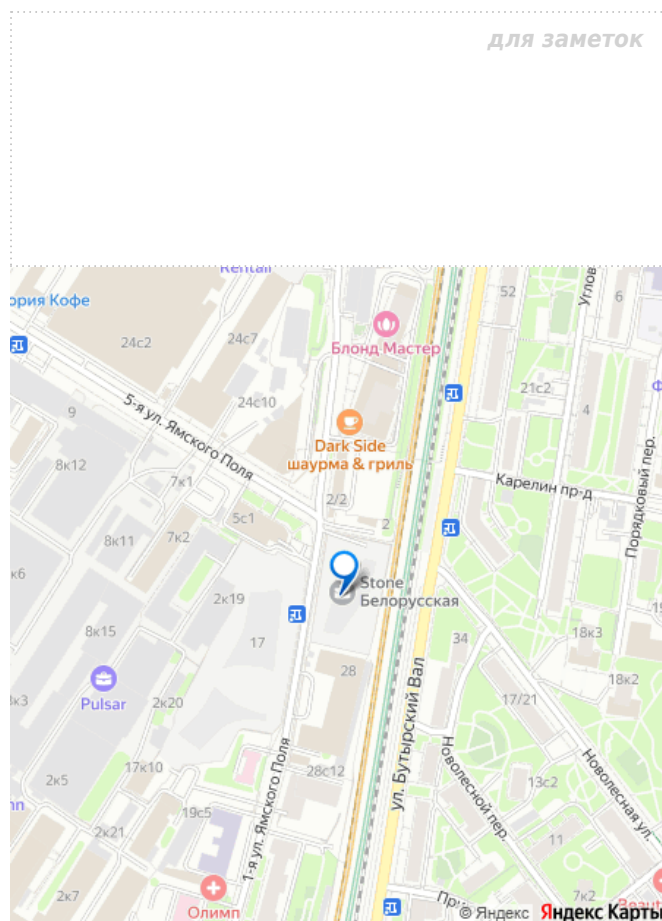 для заметок
Rentall
ория Кофе
52
6
Углов
24с2
24с7
Блонд Мастер
21с2
4
5-я ул. Ямского Поля
9
24с10
Dark Side
шаурма & гриль
8к12
7к1
Карелин пр-д
Порядковый пер.
2/2
5с1
2
8к11
7к2
к6
Stone
Белорусская
2к19
8к15
17
34
18к3
28
18к2
Pulsar
17/21
к3
2к20
ул. Бутырский Вал
17к10
28с12
Новолесной пер.
Новолесная ул.
2к5
1-я ул. Ямского Поля
13с2
19с5
2к21
11
2к7
Олимп
7к2
© Яндекс Яндекс Карты